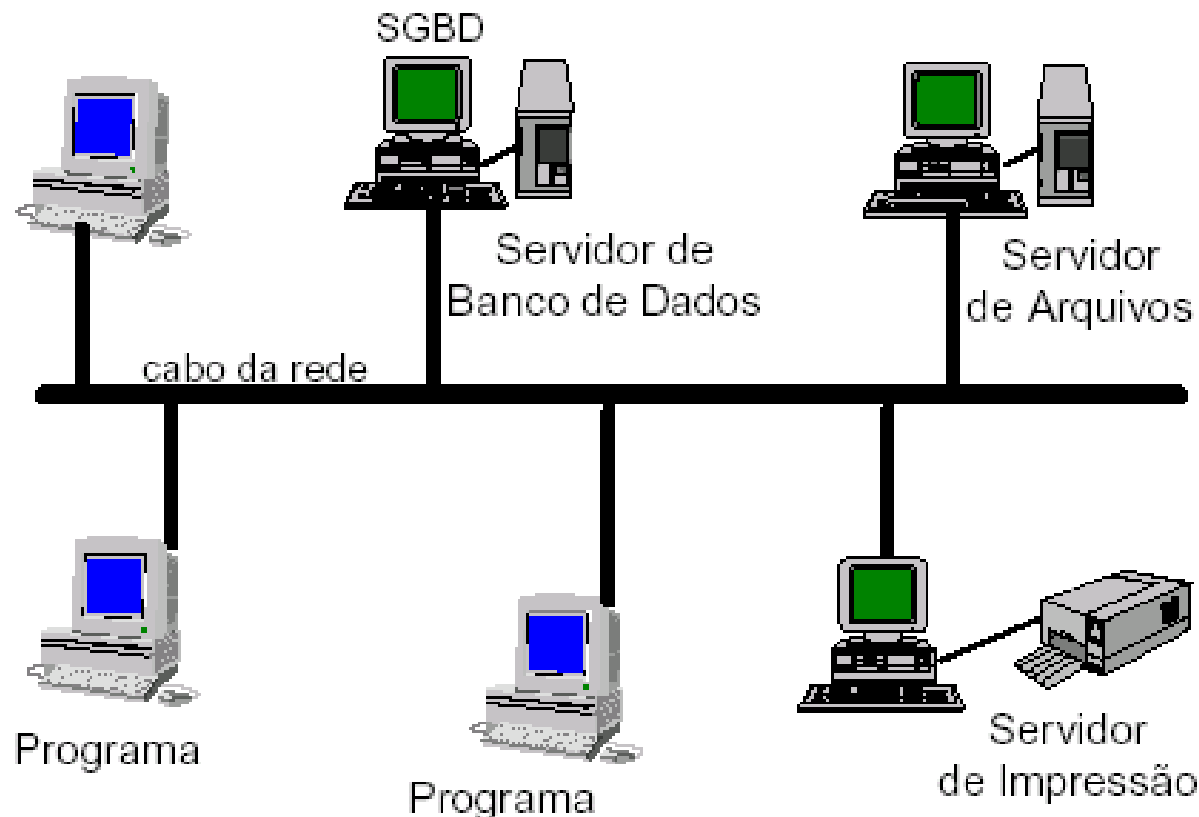 SGBD
Servidor de
Banco de Dados
Servidor
de Arquivos
cabo da rede
Programa
Programa
Servidor
de Impressão